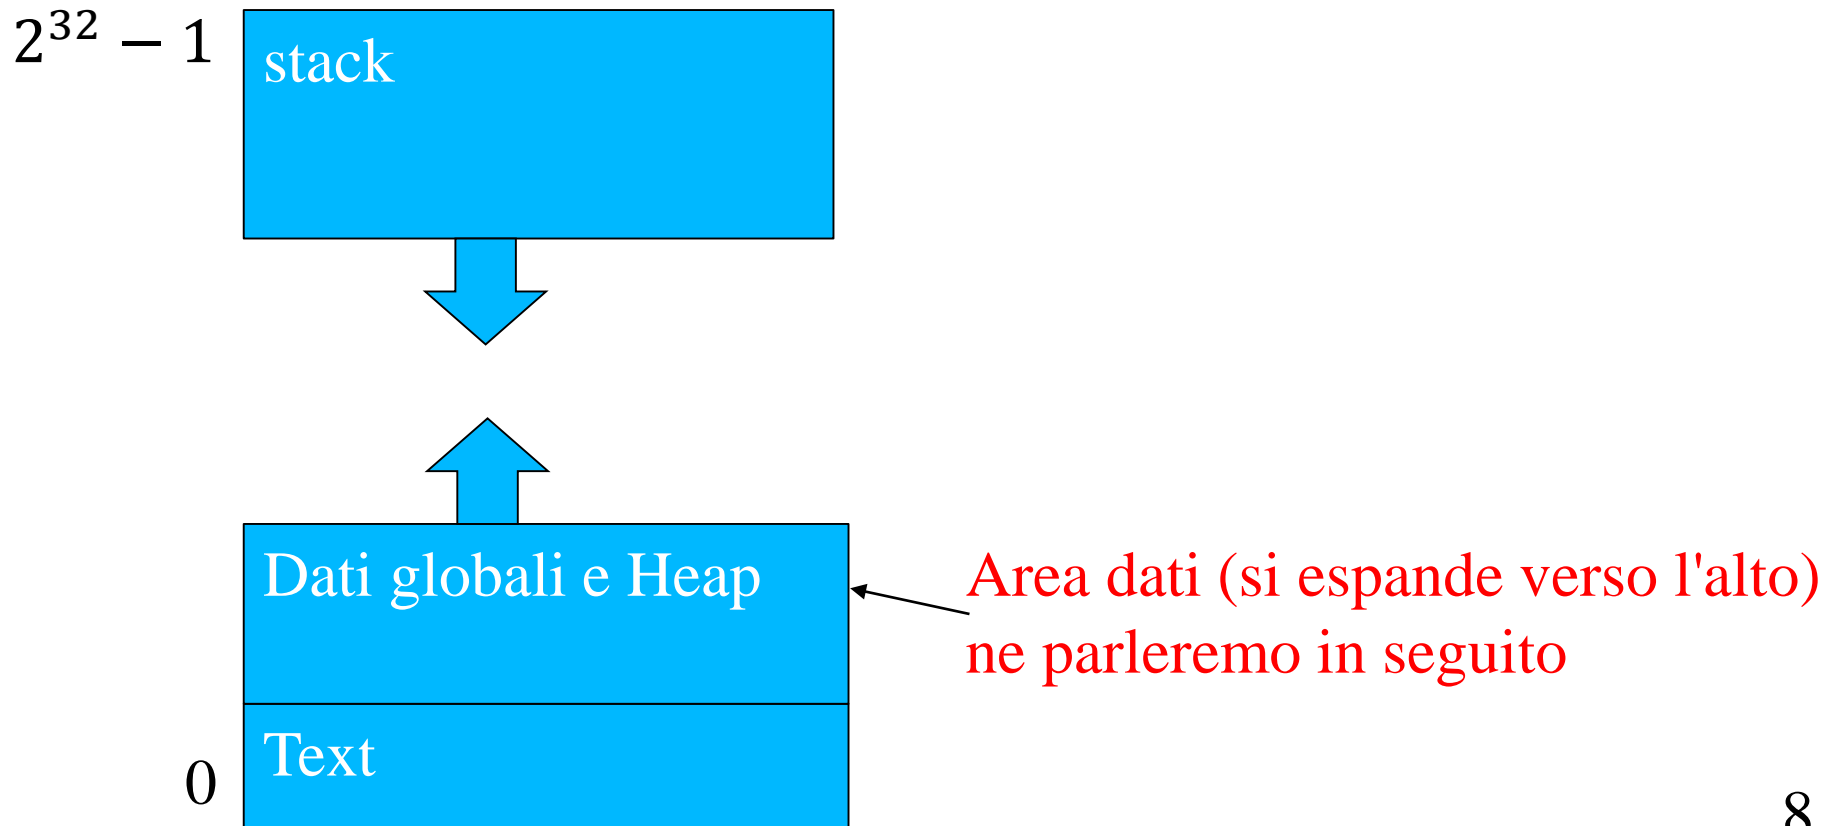 2³² − 1
stack
Dati globali e Heap
Area dati (si espande verso l'alto)
ne parleremo in seguito
Text
0
8